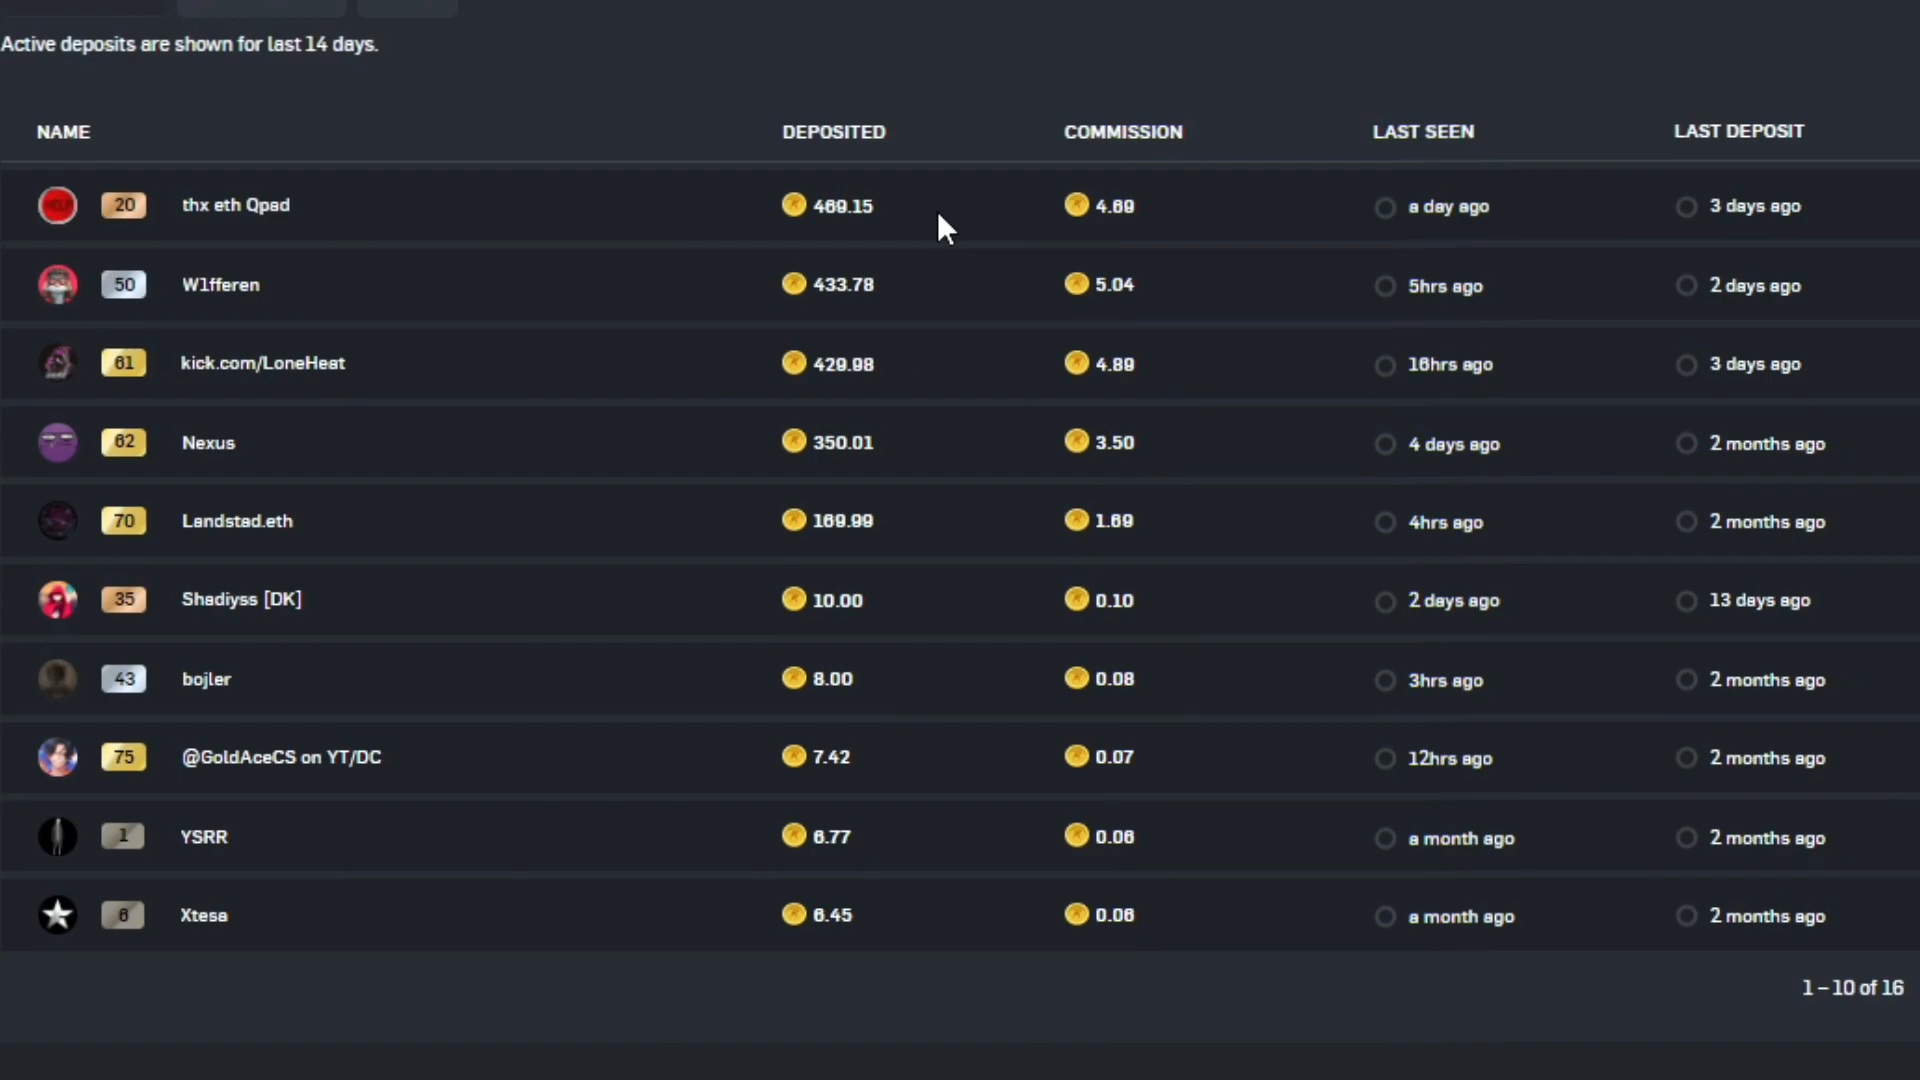 Active deposits are shown for last 14 days.
NAME DEPOSITED COMMISSION LAST SEEN LAST DEPOSIT
20 thx eth Qpad 469.15 4.69 a day ago 3 days ago
50 W1fferen 433.78 5.04 5hrs ago 2 days ago
61 kick.com/LoneHeat 429.98 4.89 16hrs ago 3 days ago
62 Nexus 350.01 3.50 4 days ago 2 months ago
70 Landstad.eth 169.99 1.69 4hrs ago 2 months ago
35 Shadiyss [DK] 10.00 0.10 2 days ago 13 days ago
43 bojler 8.00 0.08 3hrs ago 2 months ago
75 @GoldAceCS on YT/DC 7.42 0.07 12hrs ago 2 months ago
1 YSRR 6.77 0.06 a month ago 2 months ago
6 Xtesa 6.45 0.06 a month ago 2 months ago
1 – 10 of 16